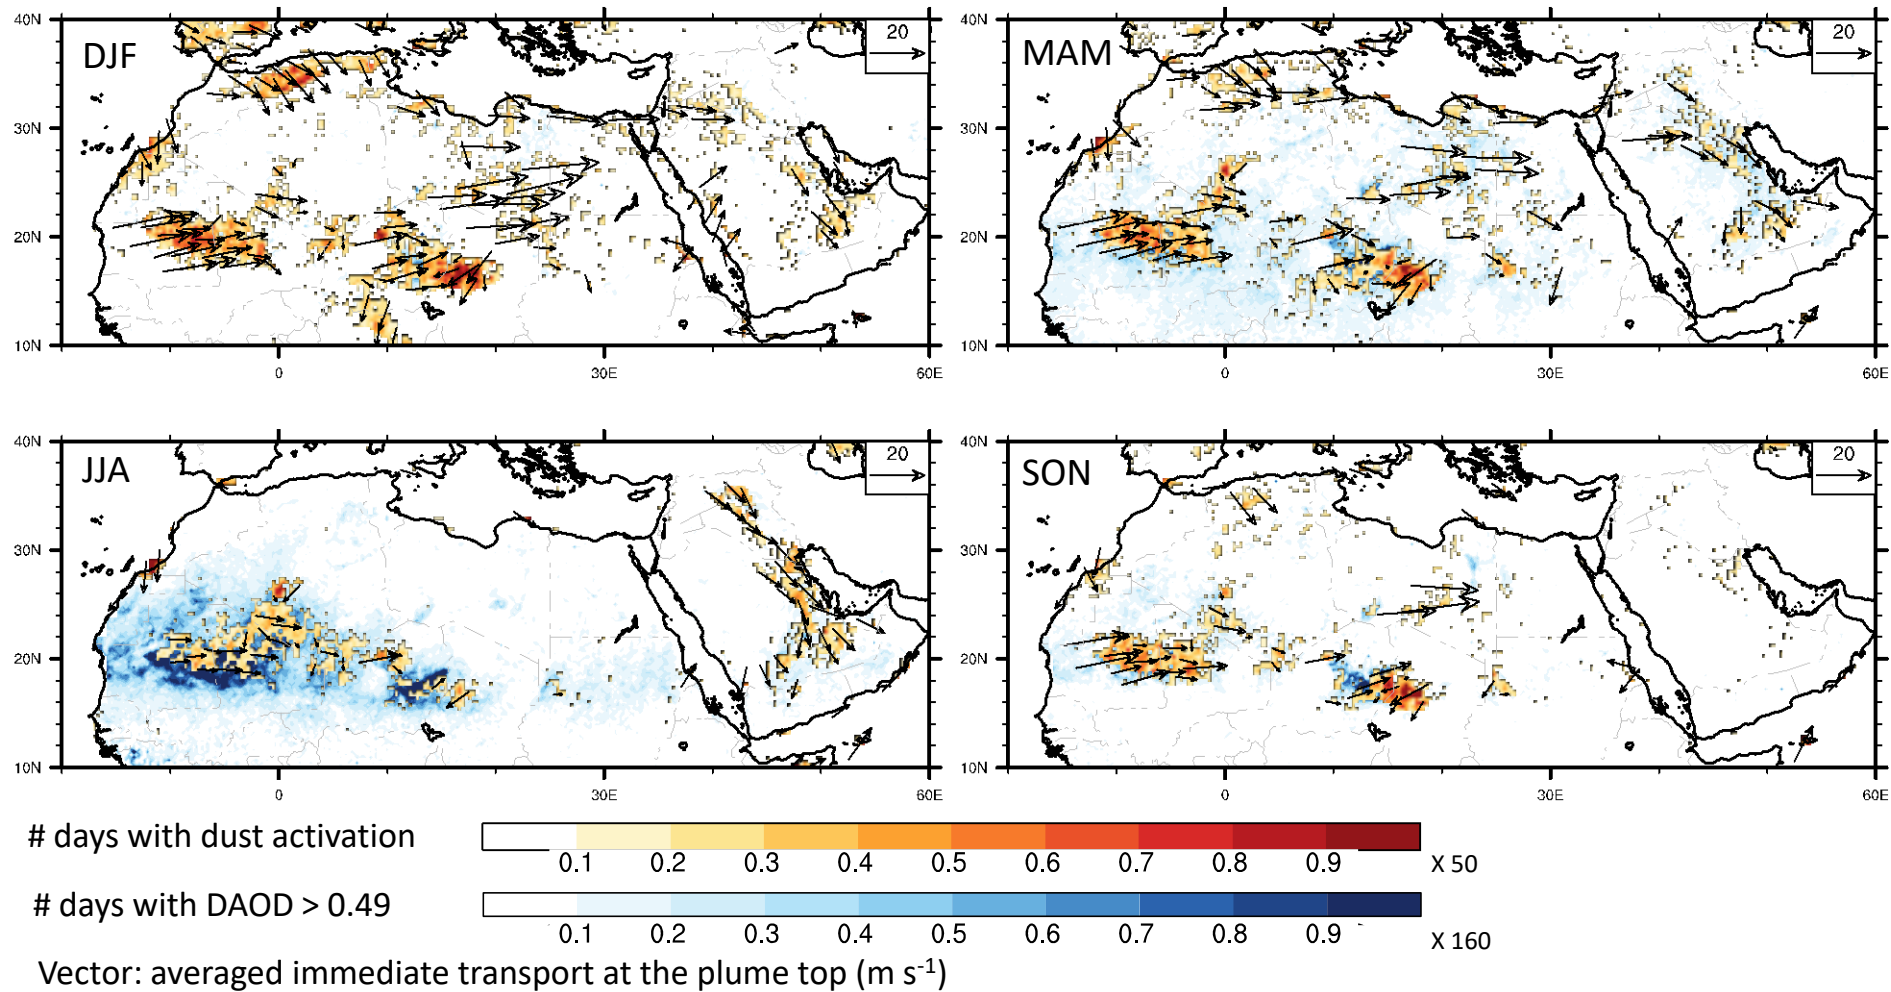 40N
DJF
20
30N
20N
10N
0
30E
60E
40N
MAM
20
30N
20N
10N
0
30E
60E
40N
JJA
20
30N
20N
10N
0
30E
60E
40N
SON
20
30N
20N
10N
0
30E
60E
# days with dust activation
0.1 0.2 0.3 0.4 0.5 0.6 0.7 0.8 0.9 X 50
# days with DAOD > 0.49
0.1 0.2 0.3 0.4 0.5 0.6 0.7 0.8 0.9 X 160
Vector: averaged immediate transport at the plume top (m s⁻¹)